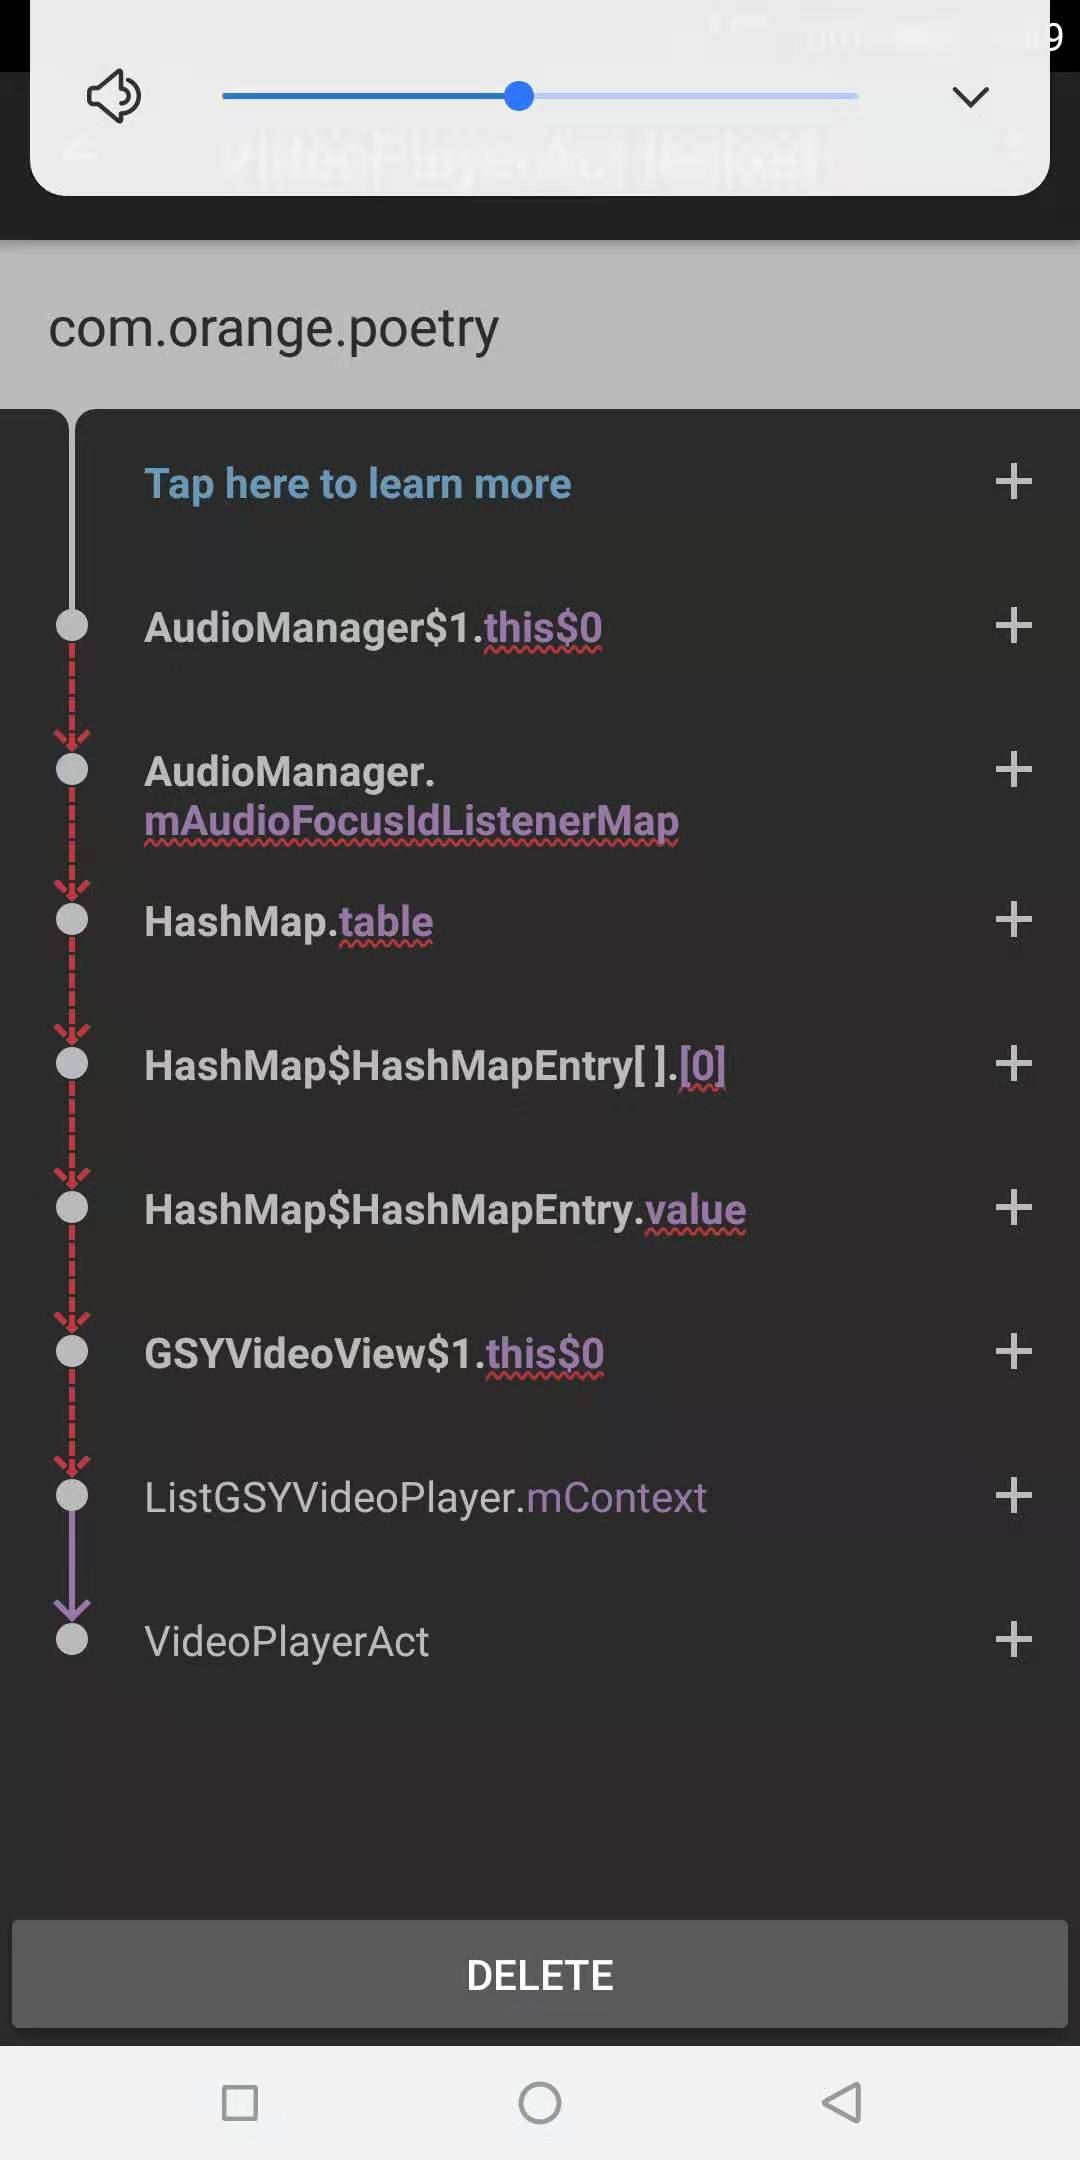 9
com.orange.poetry
Tap here to learn more
AudioManager$1.this$0
AudioManager.
mAudioFocusIdListenerMap
HashMap.table
HashMap$HashMapEntry[ ].[0]
HashMap$HashMapEntry.value
GSYVideoView$1.this$0
ListGSYVideoPlayer.mContext
VideoPlayerAct
DELETE